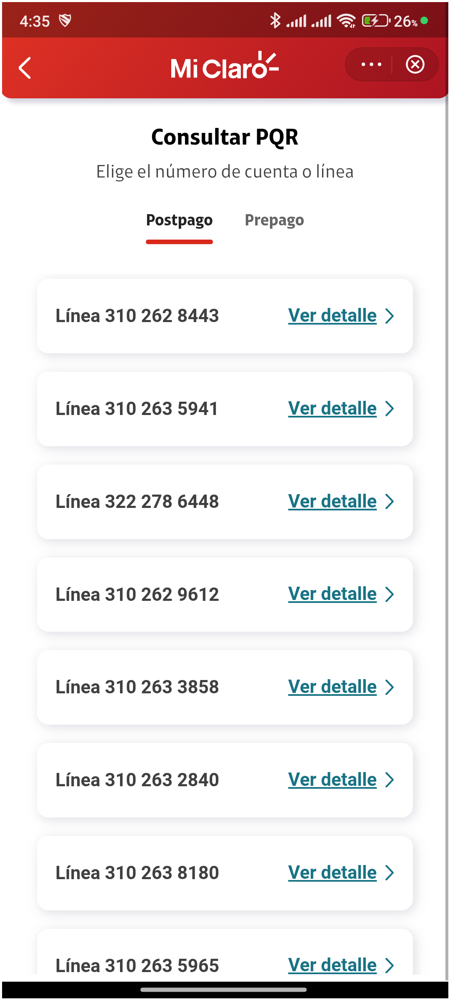 4:35
26%
Mi Claro
Consultar PQR
Elige el número de cuenta o línea
Postpago Prepago
Línea 310 262 8443 Ver detalle
Línea 310 263 5941 Ver detalle
Línea 322 278 6448 Ver detalle
Línea 310 262 9612 Ver detalle
Línea 310 263 3858 Ver detalle
Línea 310 263 2840 Ver detalle
Línea 310 263 8180 Ver detalle
Línea 310 263 5965 Ver detalle